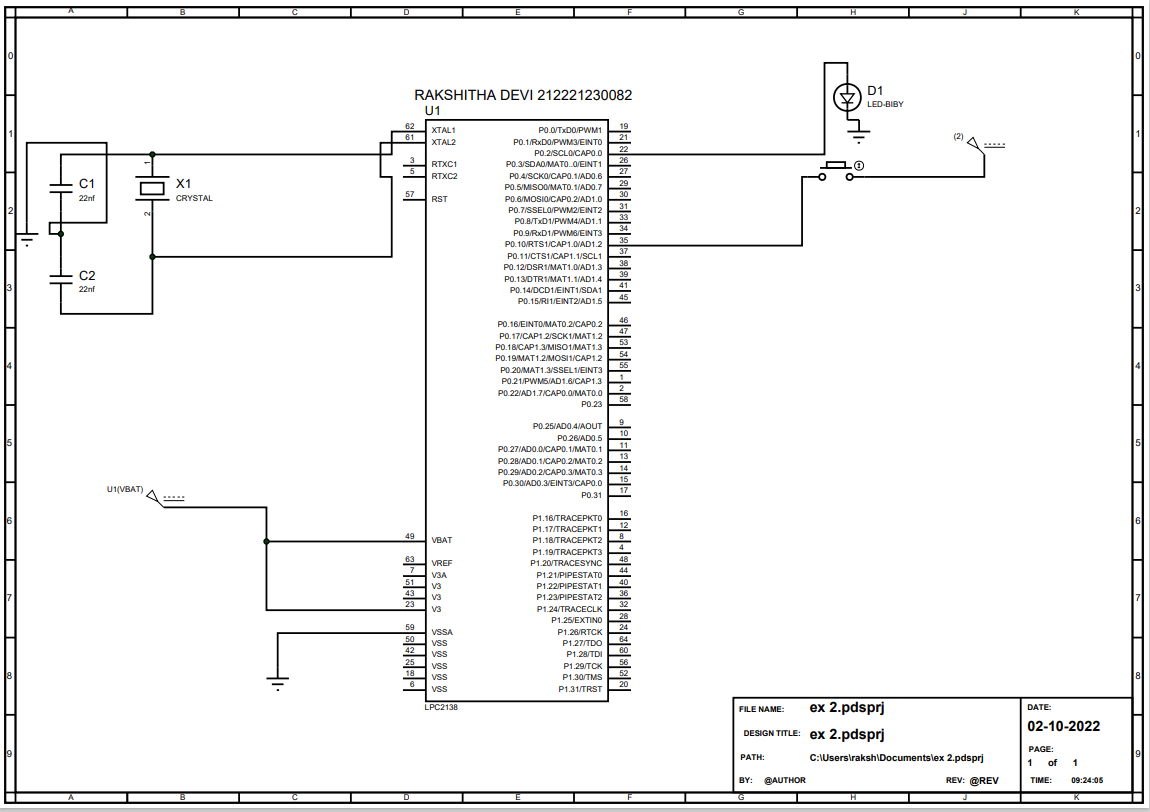 A B C D E F G H J K
0 0
1 1
2 2
3 3
4 4
5 5
6 6
7 7
8 8
9 9
RAKSHITHA DEVI 212221230082
U1
D1
LED-BIBY
(2)
1
C1
22nf
C2
22nf
1
X1
CRYSTAL
2
U1(VBAT)
62 XTAL1
61 XTAL2
3 RTXC1
5 RTXC2
57 RST
49 VBAT
63 VREF
7 V3A
51 V3
43 V3
23 V3
59 VSSA
50 VSS
42 VSS
25 VSS
18 VSS
6 VSS
P0.0/TxD0/PWM1 19
P0.1/RxD0/PWM3/EINT0 21
P0.2/SCL0/CAP0.0 22
P0.3/SDA0/MAT0.0/EINT1 26
P0.4/SCK0/CAP0.1/AD0.6 27
P0.5/MISO0/MAT0.1/AD0.7 29
P0.6/MOSI0/CAP0.2/AD1.0 30
P0.7/SSEL0/PWM2/EINT2 31
P0.8/TxD1/PWM4/AD1.1 33
P0.9/RxD1/PWM6/EINT3 34
P0.10/RTS1/CAP1.0/AD1.2 35
P0.11/CTS1/CAP1.1/SCL1 37
P0.12/DSR1/MAT1.0/AD1.3 38
P0.13/DTR1/MAT1.1/AD1.4 39
P0.14/DCD1/EINT1/SDA1 41
P0.15/RI1/EINT2/AD1.5 45
P0.16/EINT0/MAT0.2/CAP0.2 46
P0.17/CAP1.2/SCK1/MAT1.2 47
P0.18/CAP1.3/MISO1/MAT1.3 53
P0.19/MAT1.2/MOSI1/CAP1.2 54
P0.20/MAT1.3/SSEL1/EINT3 55
P0.21/PWM5/AD1.6/CAP1.3 1
P0.22/AD1.7/CAP0.0/MAT0.0 2
P0.23 58
P0.25/AD0.4/AOUT 9
P0.26/AD0.5 10
P0.27/AD0.0/CAP0.1/MAT0.1 11
P0.28/AD0.1/CAP0.2/MAT0.2 13
P0.29/AD0.2/CAP0.3/MAT0.3 14
P0.30/AD0.3/EINT3/CAP0.0 15
P0.31 17
P1.16/TRACEPKT0 16
P1.17/TRACEPKT1 12
P1.18/TRACEPKT2 8
P1.19/TRACEPKT3 4
P1.20/TRACESYNC 48
P1.21/PIPESTAT0 44
P1.22/PIPESTAT1 40
P1.23/PIPESTAT2 36
P1.24/TRACECLK 32
P1.25/EXTIN0 28
P1.26/RTCK 24
P1.27/TDO 64
P1.28/TDI 60
P1.29/TCK 56
P1.30/TMS 52
P1.31/TRST 20
LPC2138
FILE NAME: ex 2.pdsprj
DESIGN TITLE: ex 2.pdsprj
PATH: C:\Users\raksh\Documents\ex 2.pdsprj
BY: @AUTHOR REV: @REV
DATE:
02-10-2022
PAGE:
1 of 1
TIME: 09:24:05
A B C D E F G H J K